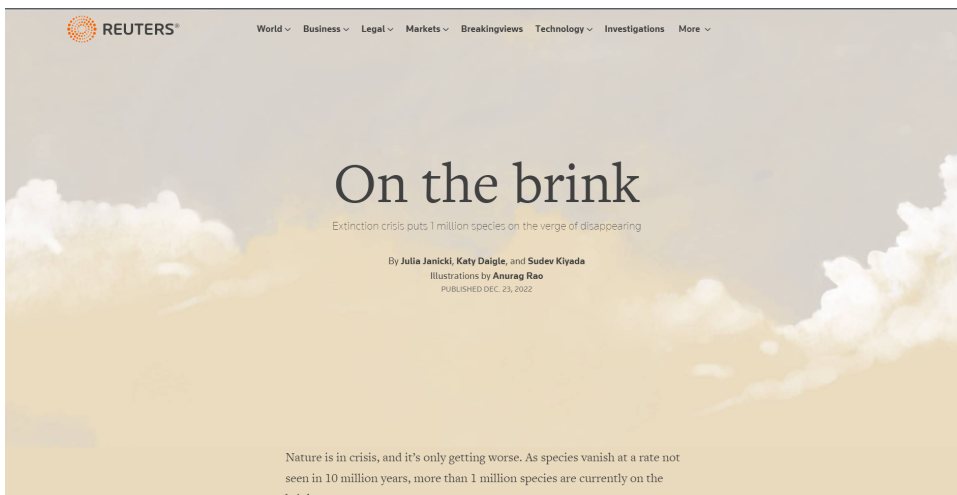 REUTERS®
World Business Legal Markets Breakingviews Technology Investigations More
On the brink
Extinction crisis puts 1 million species on the verge of disappearing
By Julia Janicki, Katy Daigle, and Sudev Kiyada
Illustrations by Anurag Rao
PUBLISHED DEC. 23, 2022
Nature is in crisis, and it’s only getting worse. As species vanish at a rate not
seen in 10 million years, more than 1 million species are currently on the